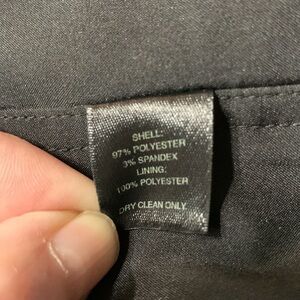 SHELL:
97% POLYESTER
3% SPANDEX
LINING:
100% POLYESTER
DRY CLEAN ONLY